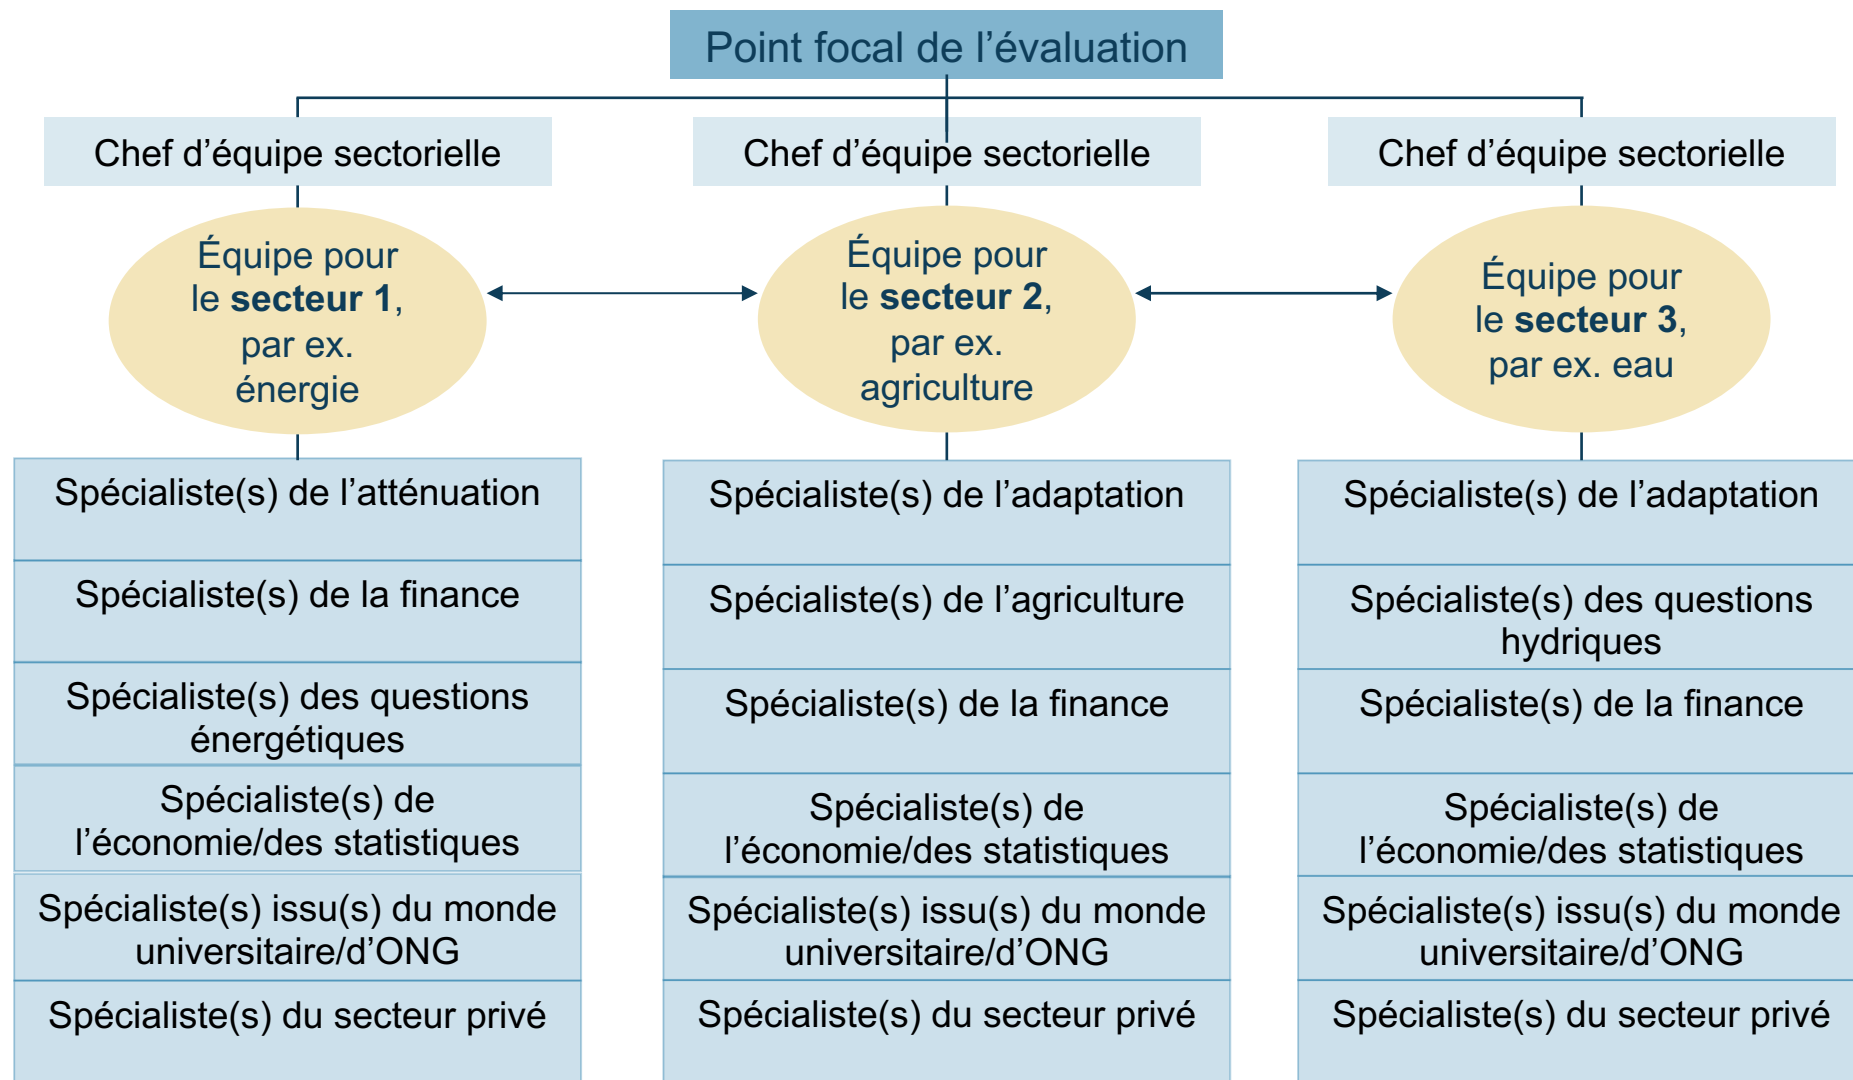 Point focal de l’évaluation
Chef d’équipe sectorielle
Chef d’équipe sectorielle
Chef d’équipe sectorielle
Équipe pour
le secteur 1,
par ex.
énergie
Équipe pour
le secteur 2,
par ex.
agriculture
Équipe pour
le secteur 3,
par ex. eau
Spécialiste(s) de l’atténuation
Spécialiste(s) de la finance
Spécialiste(s) des questions
énergétiques
Spécialiste(s) de
l’économie/des statistiques
Spécialiste(s) issu(s) du monde
universitaire/d’ONG
Spécialiste(s) du secteur privé
Spécialiste(s) de l’adaptation
Spécialiste(s) de l’agriculture
Spécialiste(s) de la finance
Spécialiste(s) de
l’économie/des statistiques
Spécialiste(s) issu(s) du monde
universitaire/d’ONG
Spécialiste(s) du secteur privé
Spécialiste(s) de l’adaptation
Spécialiste(s) des questions
hydriques
Spécialiste(s) de la finance
Spécialiste(s) de
l’économie/des statistiques
Spécialiste(s) issu(s) du monde
universitaire/d’ONG
Spécialiste(s) du secteur privé